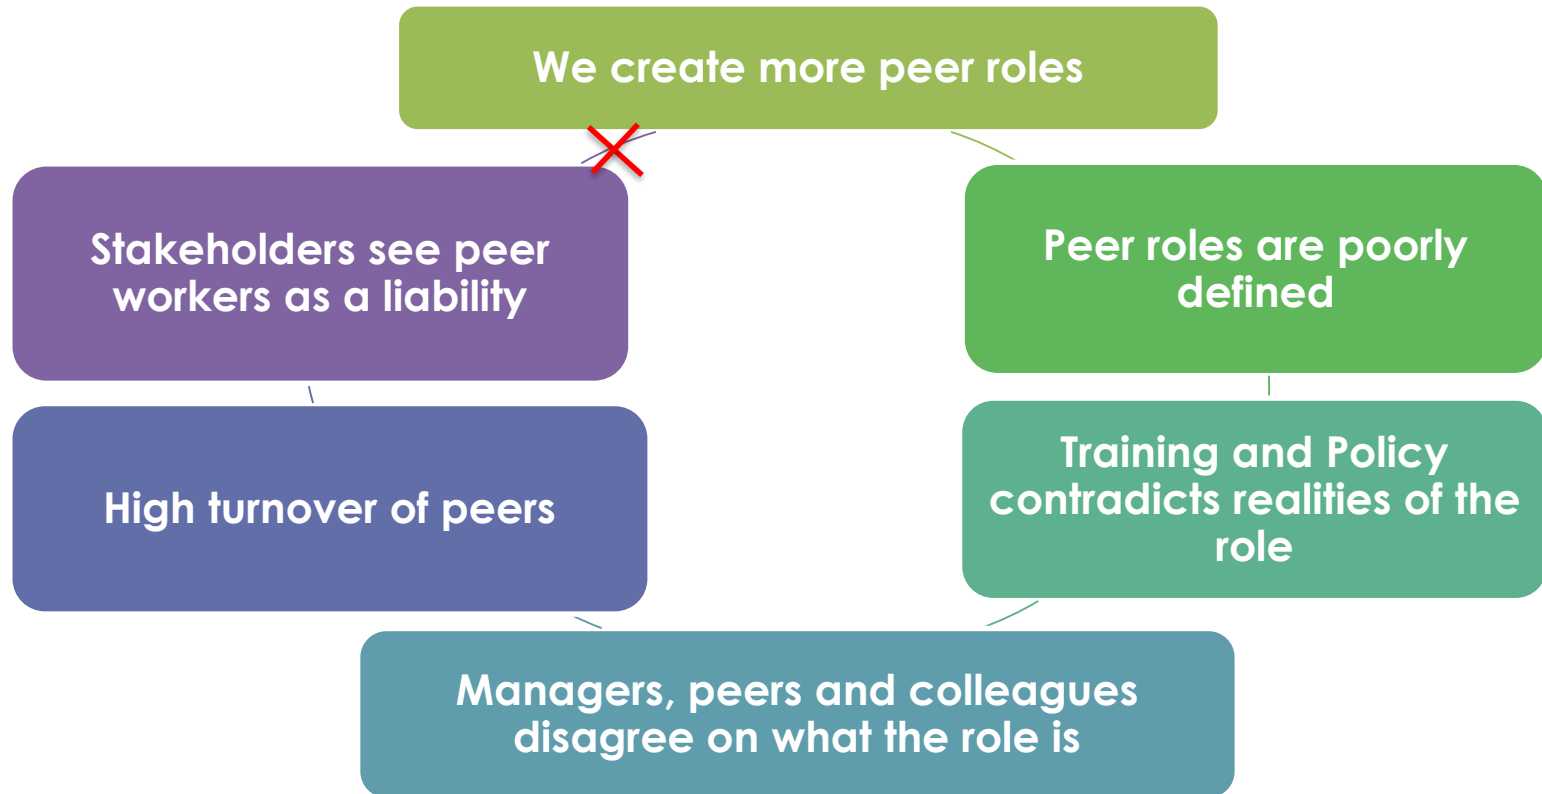 We create more peer roles
Stakeholders see peer
workers as a liability
Peer roles are poorly
defined
High turnover of peers
Training and Policy
contradicts realities of the
role
Managers, peers and colleagues
disagree on what the role is